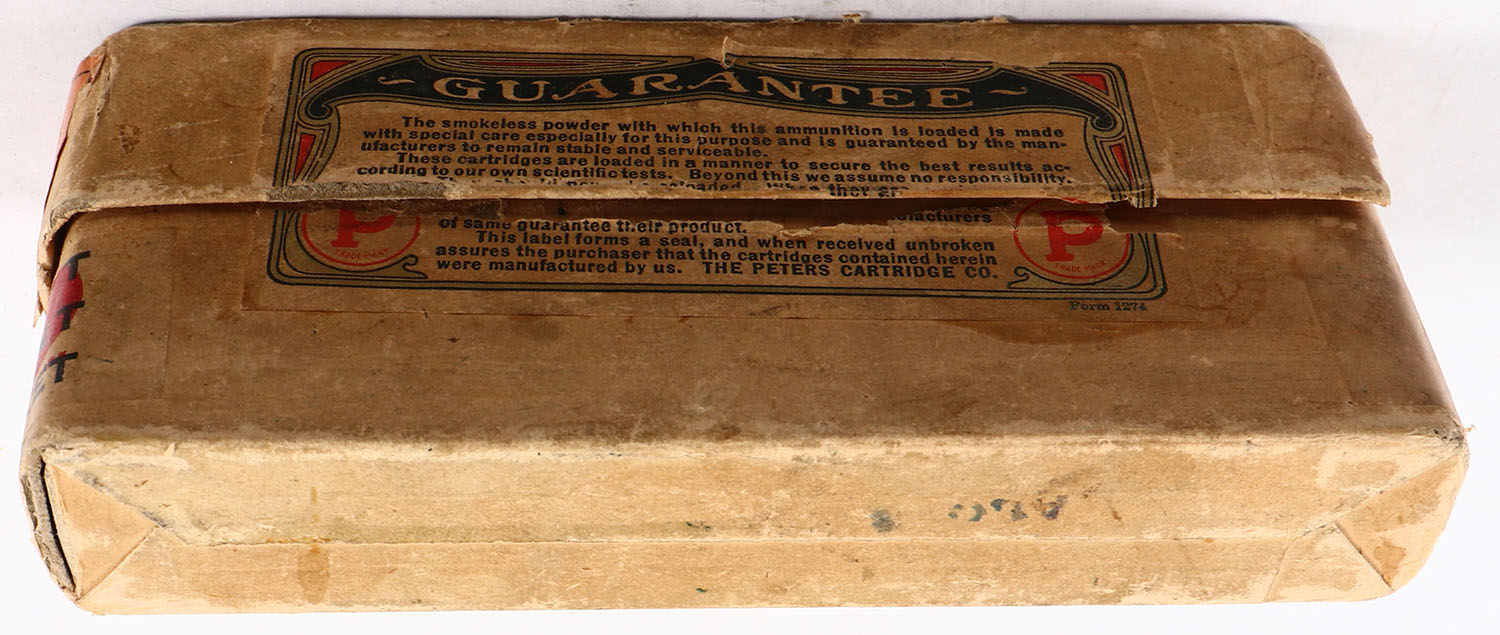 ~GUARANTEE~
The smokeless powder with which this ammunition is loaded is made
with special care especially for this purpose and is guaranteed by the man-
ufacturers to remain stable and serviceable.
These cartridges are loaded in a manner to secure the best results ac-
cording to our own scientific tests. Beyond this we assume no responsibility.
they are
of same guarantee their product.
This label forms a seal, and when received unbroken
assures the purchaser that the cartridges contained herein
were manufactured by us. THE PETERS CARTRIDGE CO.
P
TRADE MARK
P
TRADE MARK
Form 1274
T
T